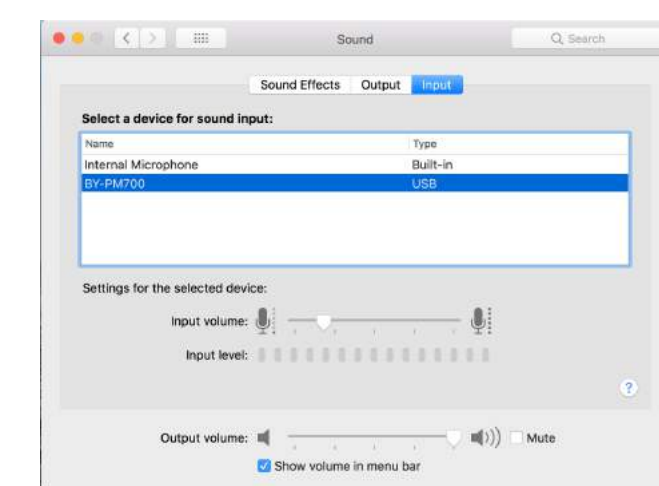 Sound
Search
Sound Effects Output Input
Select a device for sound input:
Name Type
Internal Microphone Built-in
BY-PM700 USB
Settings for the selected device:
Input volume:
Input level:
?
Output volume: Mute
Show volume in menu bar